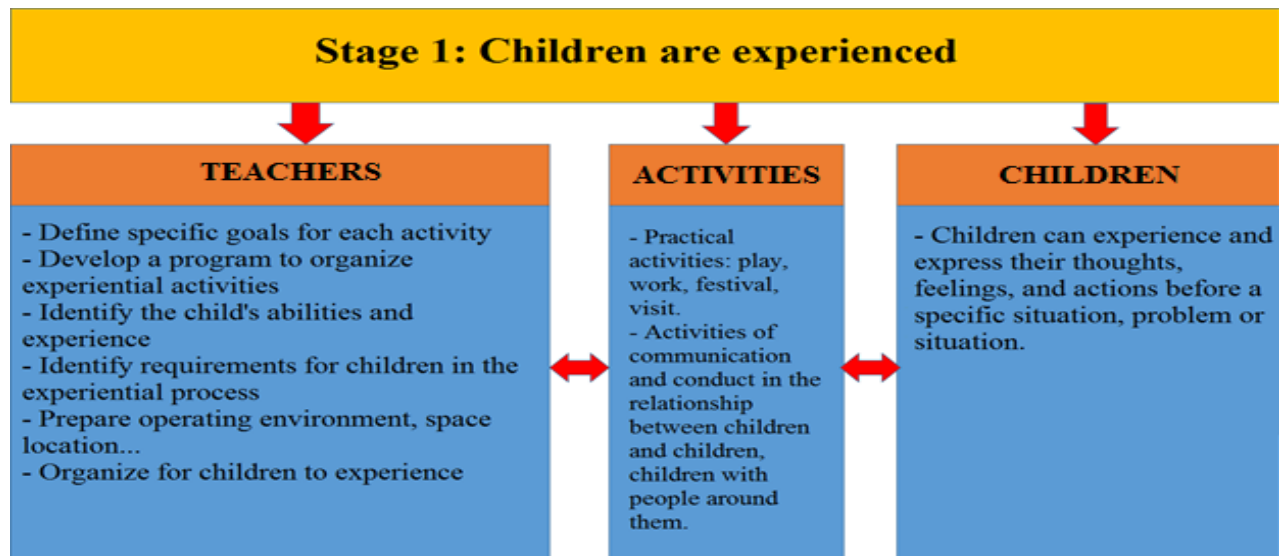 Stage 1: Children are experienced
TEACHERS
- Define specific goals for each activity
- Develop a program to organize
experiential activities
- Identify the child's abilities and
experience
- Identify requirements for children in the
experiential process
- Prepare operating environment, space
location...
- Organize for children to experience
ACTIVITIES
- Practical
activities: play,
work, festival,
visit.
- Activities of
communication
and conduct in the
relationship
between children
and children,
children with
people around
them.
CHILDREN
- Children can experience and
express their thoughts,
feelings, and actions before a
specific situation, problem or
situation.